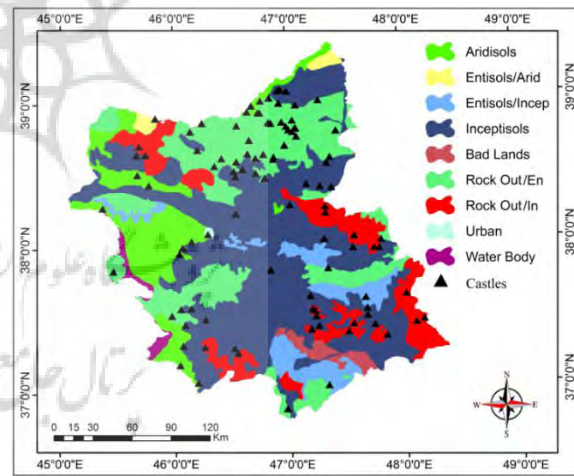 45°0'0"E 46°0'0"E 47°0'0"E 48°0'0"E 49°0'0"E
39°0'0"N 39°0'0"N
38°0'0"N 38°0'0"N
37°0'0"N 37°0'0"N
Aridisols
Entisols/Arid
Entisols/Incep
Inceptisols
Bad Lands
Rock Out/En
Rock Out/In
Urban
Water Body
Castles
N
W E
S
0 15 30 60 90 120
Km
45°0'0"E 46°0'0"E 47°0'0"E 48°0'0"E 49°0'0"E